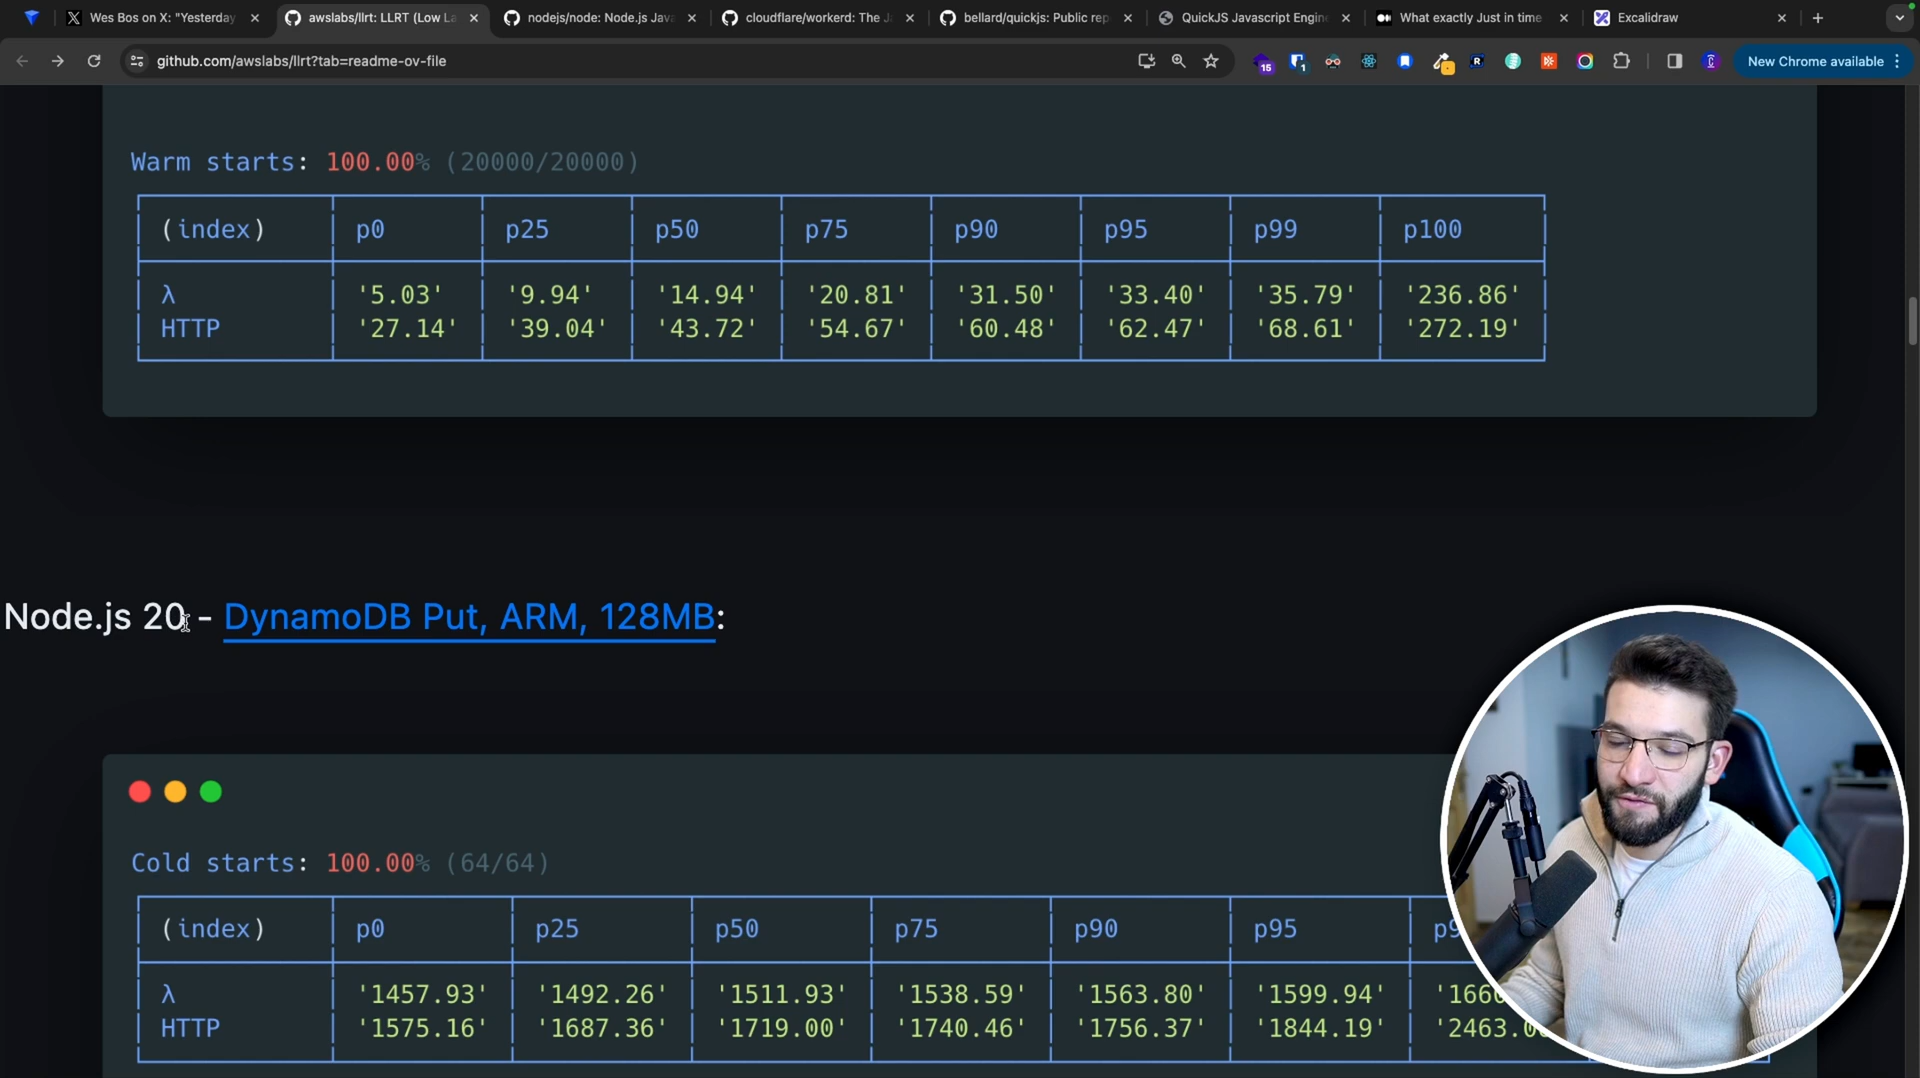 Wes Bos on X: "Yesterday
awslabs/llrt: LLRT (Low La
nodejs/node: Node.js Java
cloudflare/workerd: The Ja
bellard/quickjs: Public rep
QuickJS Javascript Engin
What exactly Just in time
Excalidraw
github.com/awslabs/llrt?tab=readme-ov-file
15
1
R
New Chrome available
Warm starts: 100.00% (20000/20000)
(index) p0 p25 p50 p75 p90 p95 p99 p100
λ '5.03' '9.94' '14.94' '20.81' '31.50' '33.40' '35.79' '236.86'
HTTP '27.14' '39.04' '43.72' '54.67' '60.48' '62.47' '68.61' '272.19'
Node.js 20 - DynamoDB Put, ARM, 128MB:
Cold starts: 100.00% (64/64)
(index) p0 p25 p50 p75 p90 p95
λ '1457.93' '1492.26' '1511.93' '1538.59' '1563.80' '1599.94'
HTTP '1575.16' '1687.36' '1719.00' '1740.46' '1756.37' '1844.19'